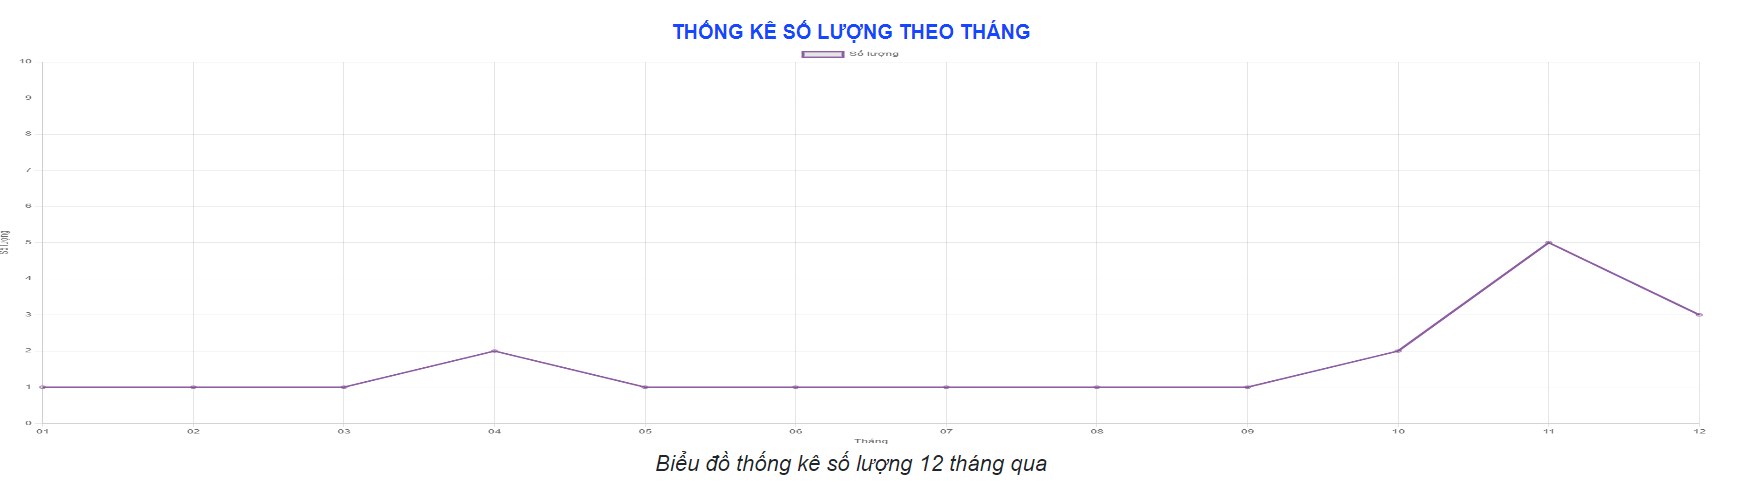 THỐNG KÊ SỐ LƯỢNG THEO THÁNG
Số lượng
10
9
8
7
6
5
4
3
2
1
0
Số lượng
01 02 03 04 05 06 07 08 09 10 11 12
Tháng
Biểu đồ thống kê số lượng 12 tháng qua